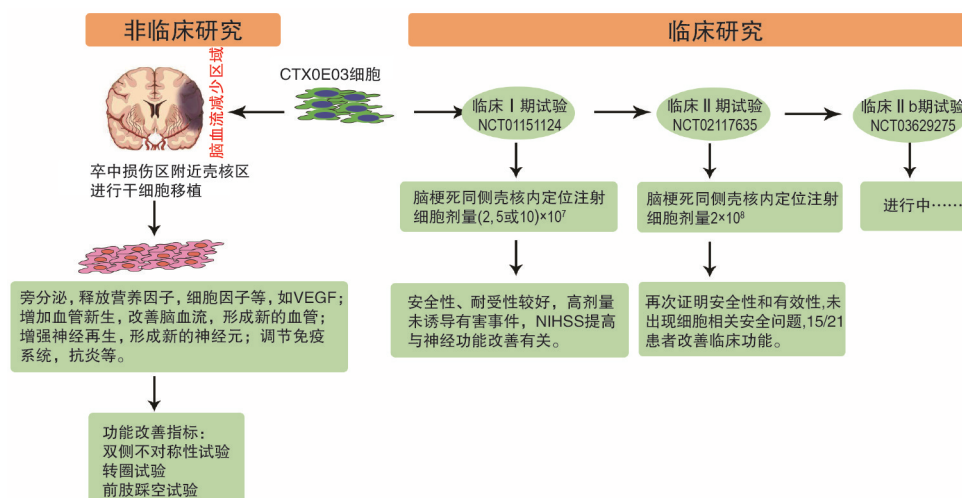 非临床研究
临床研究
CTX0E03细胞
脑血流减少区域
卒中损伤区附近壳核区
进行干细胞移植
旁分泌，释放营养因子，细胞因子等，如VEGF；
增加血管新生，改善脑血流，形成新的血管；
增强神经再生，形成新的神经元；调节免疫
系统，抗炎等。
功能改善指标：
双侧不对称性试验
转圈试验
前肢踩空试验
临床Ⅰ期试验
NCT01151124
脑梗死同侧壳核内定位注射
细胞剂量(2,5或10)×10⁷
安全性、耐受性较好，高剂量
未诱导有害事件，NIHSS提高
与神经功能改善有关。
临床Ⅱ期试验
NCT02117635
脑梗死同侧壳核内定位注射
细胞剂量2×10⁸
再次证明安全性和有效性,未
出现细胞相关安全问题,15/21
患者改善临床功能。
临床Ⅱb期试验
NCT03629275
进行中……